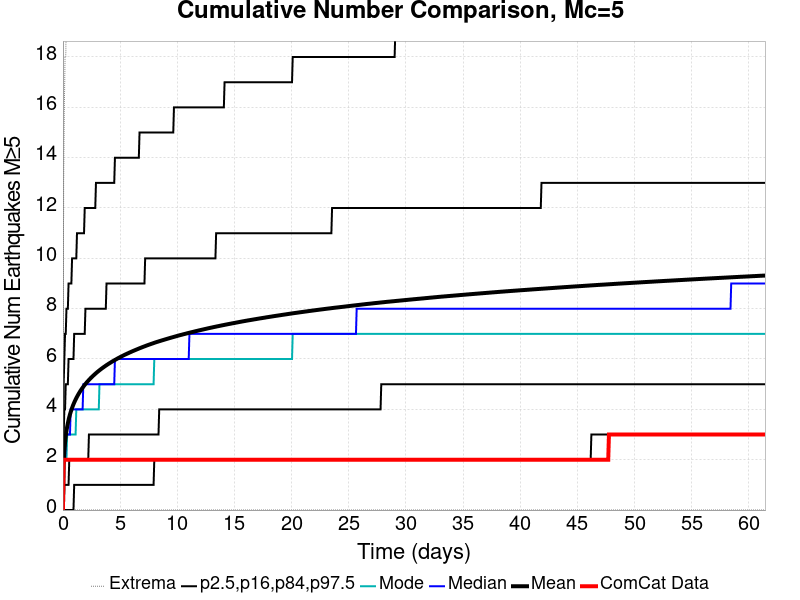 Cumulative Number Comparison, Mc=5
Cumulative Num Earthquakes M≥5
18
16
14
12
10
8
6
4
2
0
0 5 10 15 20 25 30 35 40 45 50 55 60
Time (days)
Extrema p2.5,p16,p84,p97.5 Mode Median Mean ComCat Data